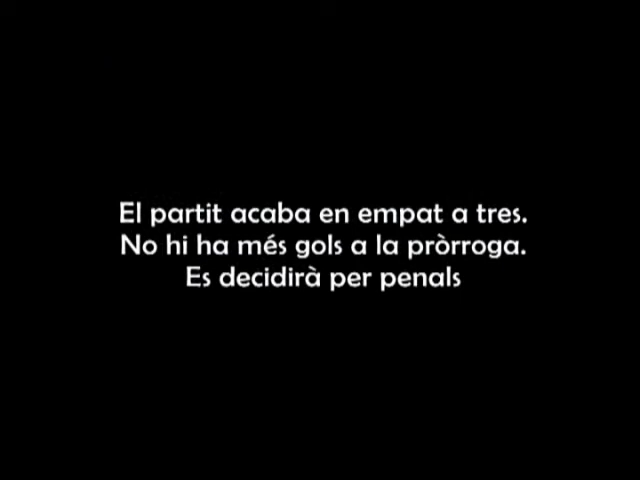 El partit acaba en empat a tres.
No hi ha més gols a la pròrroga.
Es decidirà per penals